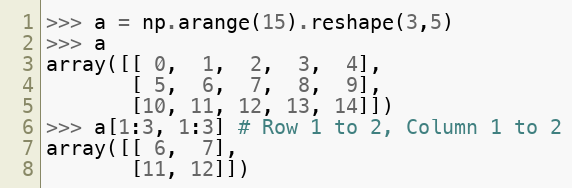 1 >>> a = np.arange(15).reshape(3,5)
2 >>> a
3 array([[ 0,  1,  2,  3,  4],
4        [ 5,  6,  7,  8,  9],
5        [10, 11, 12, 13, 14]])
6 >>> a[1:3, 1:3] # Row 1 to 2, Column 1 to 2
7 array([[ 6,  7],
8        [11, 12]])